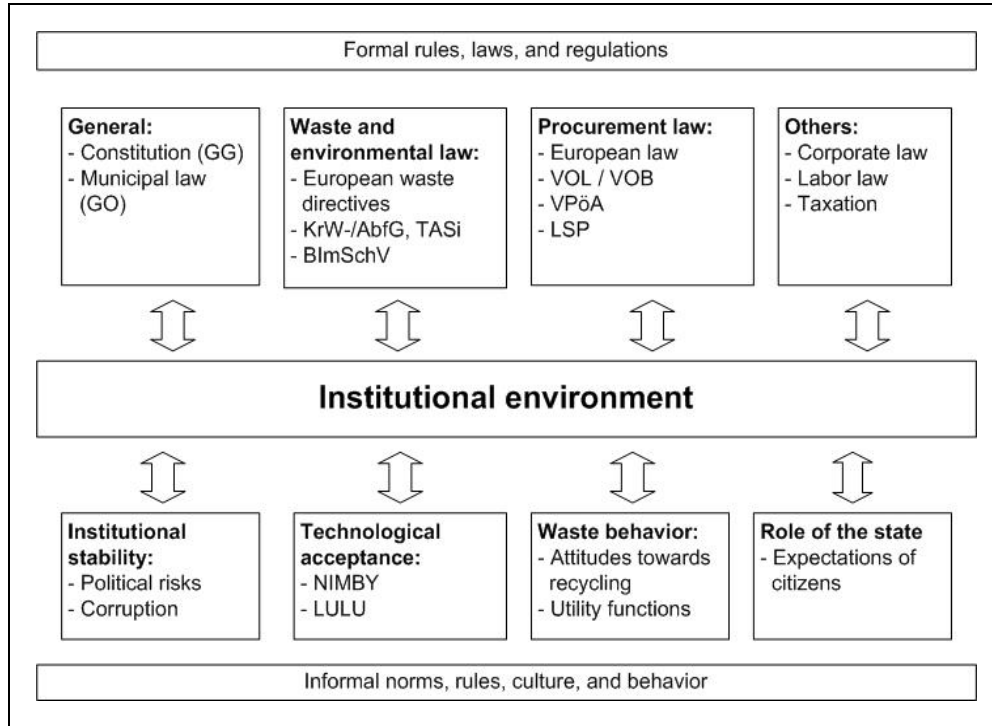 Formal rules, laws, and regulations
General:
- Constitution (GG)
- Municipal law
(GO)
Waste and
environmental law:
- European waste
directives
- KrW-/AbfG, TASi
- BImSchV
Procurement law:
- European law
- VOL / VOB
- VPöA
- LSP
Others:
- Corporate law
- Labor law
- Taxation
Institutional environment
Institutional
stability:
- Political risks
- Corruption
Technological
acceptance:
- NIMBY
- LULU
Waste behavior:
- Attitudes towards
recycling
- Utility functions
Role of the state
- Expectations of
citizens
Informal norms, rules, culture, and behavior